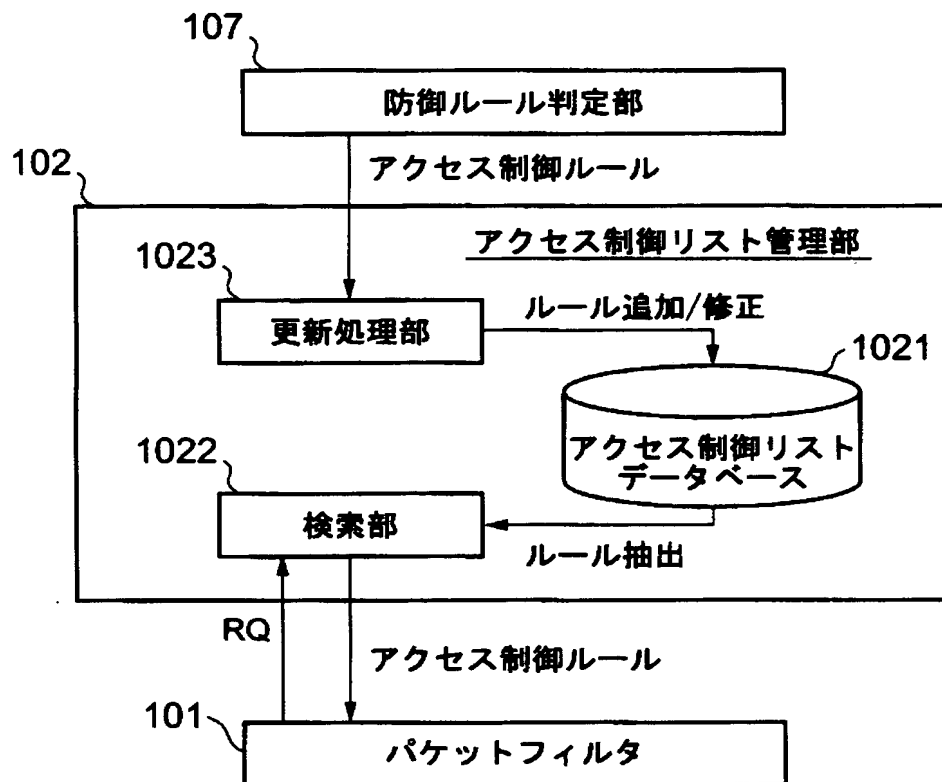 107
防御ルール判定部
102
アクセス制御ルール
アクセス制御リスト管理部
1023
更新処理部
ルール追加/修正
1021
アクセス制御リスト
データベース
1022
検索部
ルール抽出
RQ
アクセス制御ルール
101
パケットフィルタ